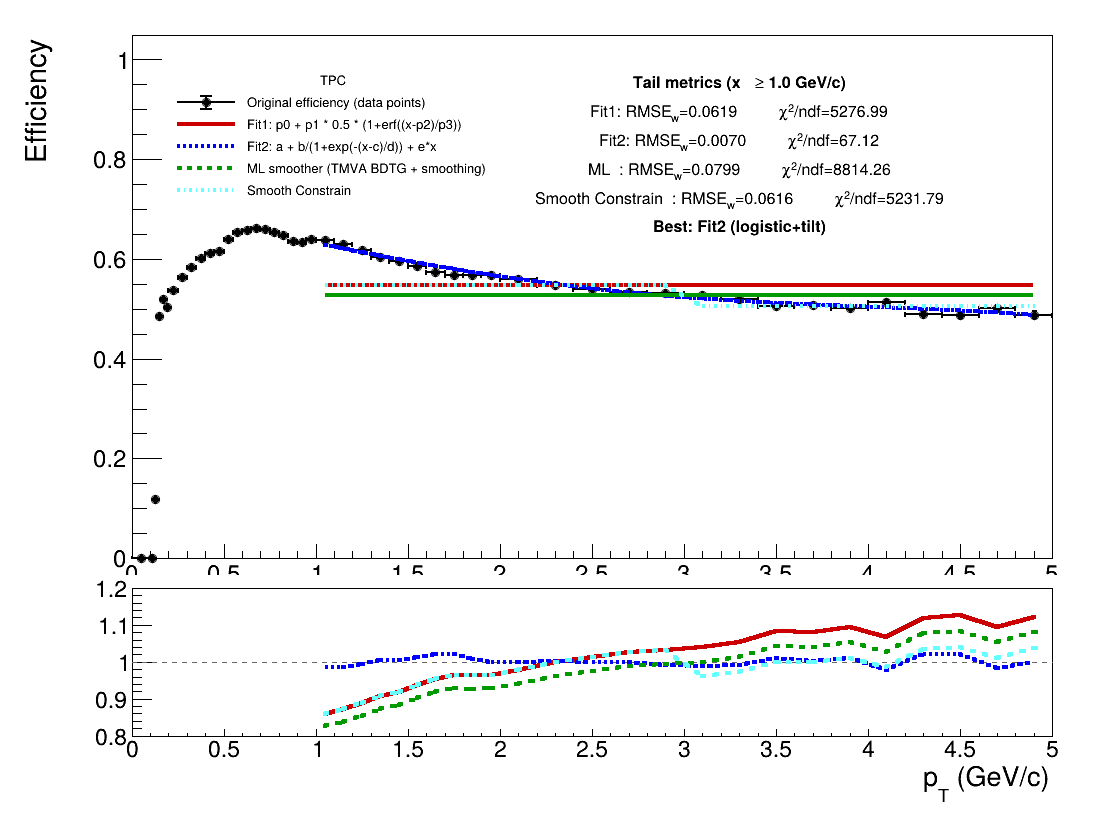 Efficiency
1
0.8
0.6
0.4
0.2
0
TPC
Original efficiency (data points)
Fit1: p0 + p1 * 0.5 * (1+erf((x-p2)/p3))
Fit2: a + b/(1+exp(-(x-c)/d)) + e*x
ML smoother (TMVA BDTG + smoothing)
Smooth Constrain
Tail metrics (x ≥ 1.0 GeV/c)
Fit1: RMSE_w=0.0619 χ²/ndf=5276.99
Fit2: RMSE_w=0.0070 χ²/ndf=67.12
ML : RMSE_w=0.0799 χ²/ndf=8814.26
Smooth Constrain : RMSE_w=0.0616 χ²/ndf=5231.79
Best: Fit2 (logistic+tilt)
0 0.5 1 1.5 2 2.5 3 3.5 4 4.5 5
1.2
1.1
1
0.9
0.8
0 0.5 1 1.5 2 2.5 3 3.5 4 4.5 5
p_T (GeV/c)